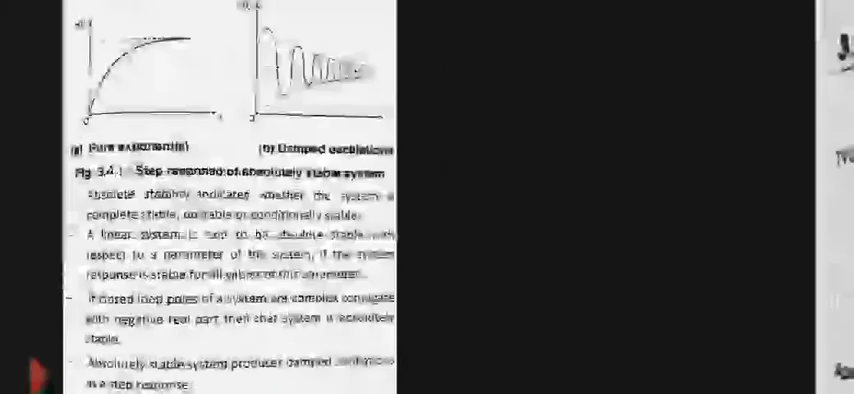 (a) Pure exponential
(b) Damped oscillations
Fig. 3.4.1 Step response of absolutely stable system
Absolute stability indicates whether the system is
complete stable, unstable or conditionally stable.
- A linear system is said to be absolute stable with
respect to a parameter of the system, if the system
response is stable for all values of this parameter.
- If closed loop poles of a system are complex conjugate
with negative real part then that system is absolutely
stable.
- Absolutely stable system produces damped oscillations
as a step response.